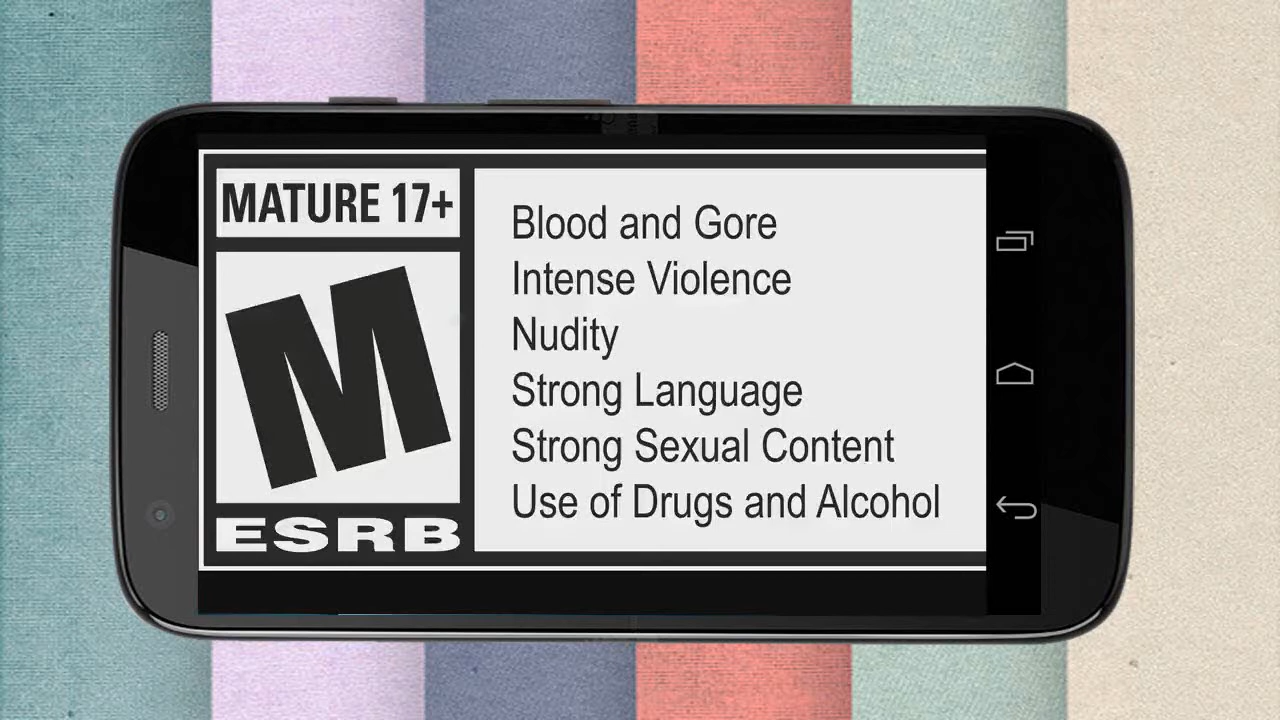 MATURE 17+
M
ESRB
Blood and Gore
Intense Violence
Nudity
Strong Language
Strong Sexual Content
Use of Drugs and Alcohol